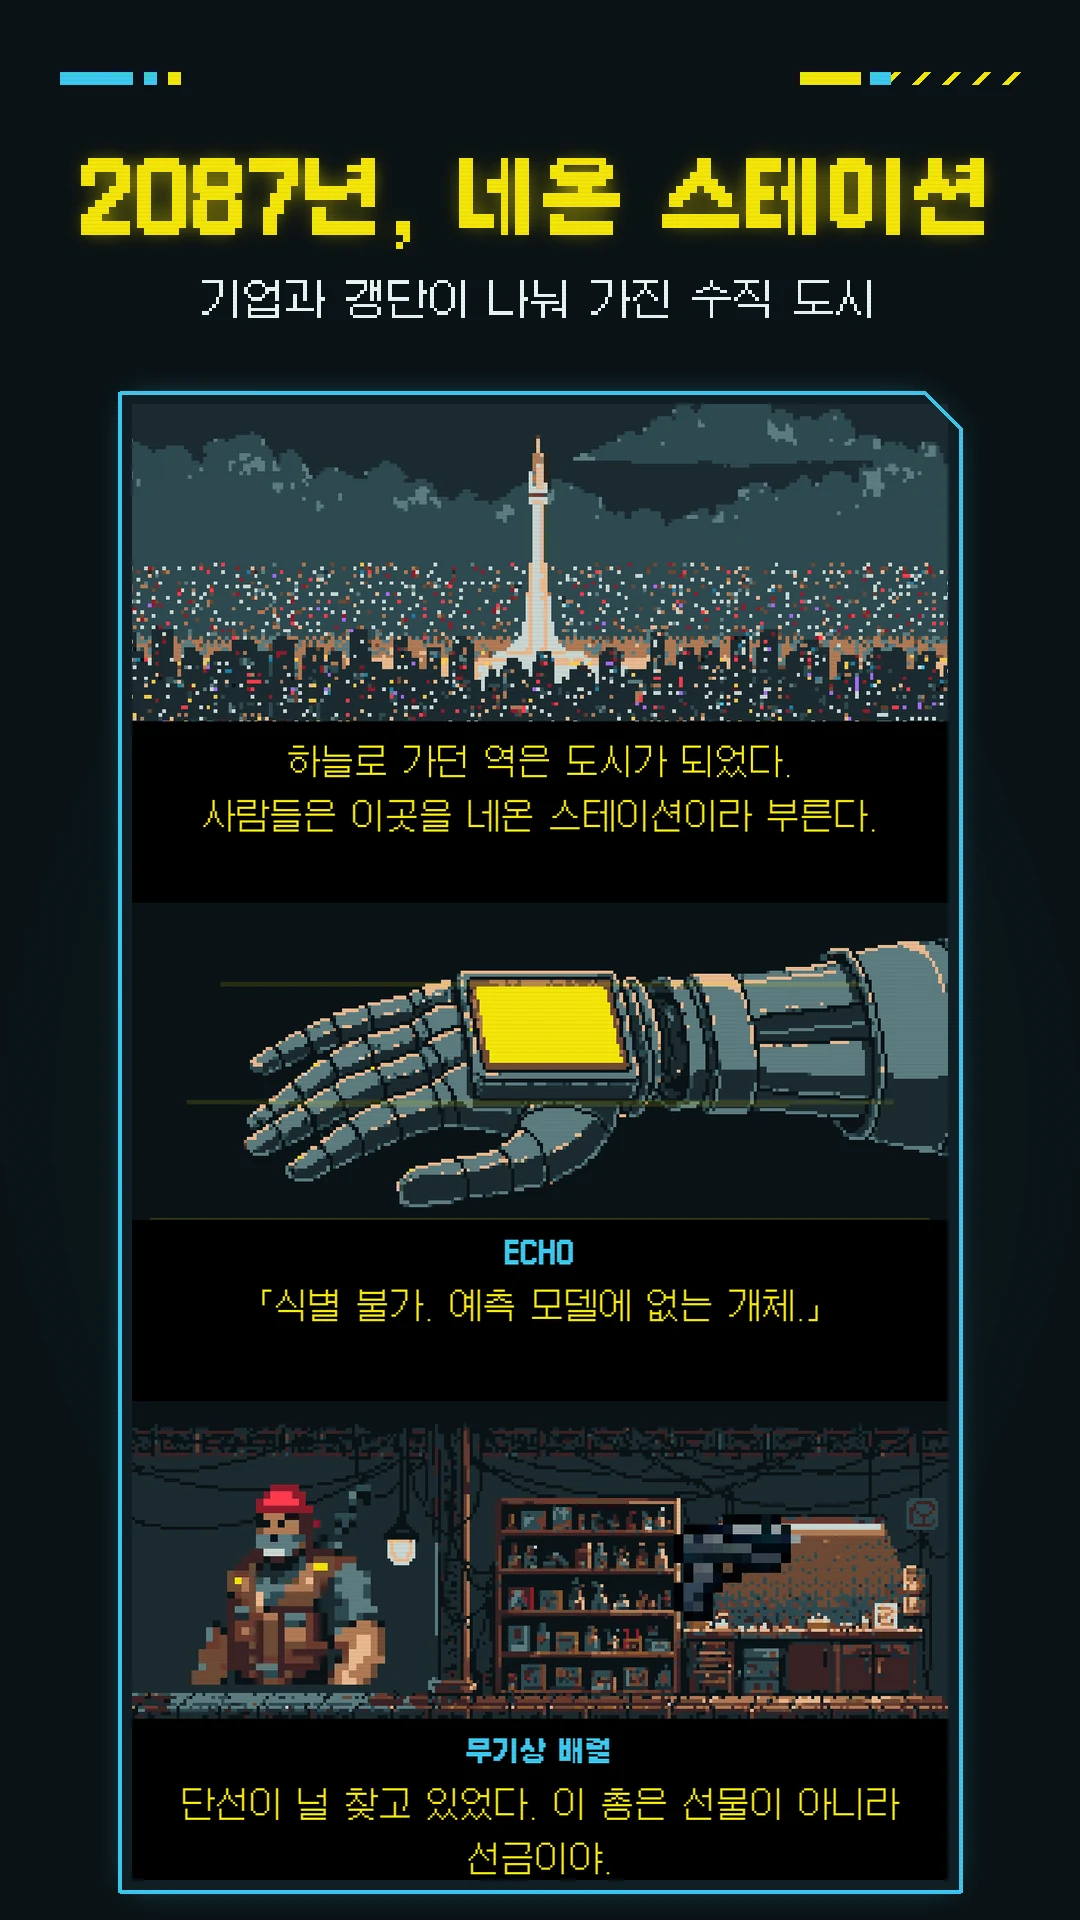 2087년, 네온 스테이션
기업과 갱단이 나눠 가진 수직 도시
하늘로 가던 역은 도시가 되었다.
사람들은 이곳을 네온 스테이션이라 부른다.
ECHO
「식별 불가. 예측 모델에 없는 개체.」
무기상 배럴
단선이 널 찾고 있었다. 이 총은 선물이 아니라
선금이야.